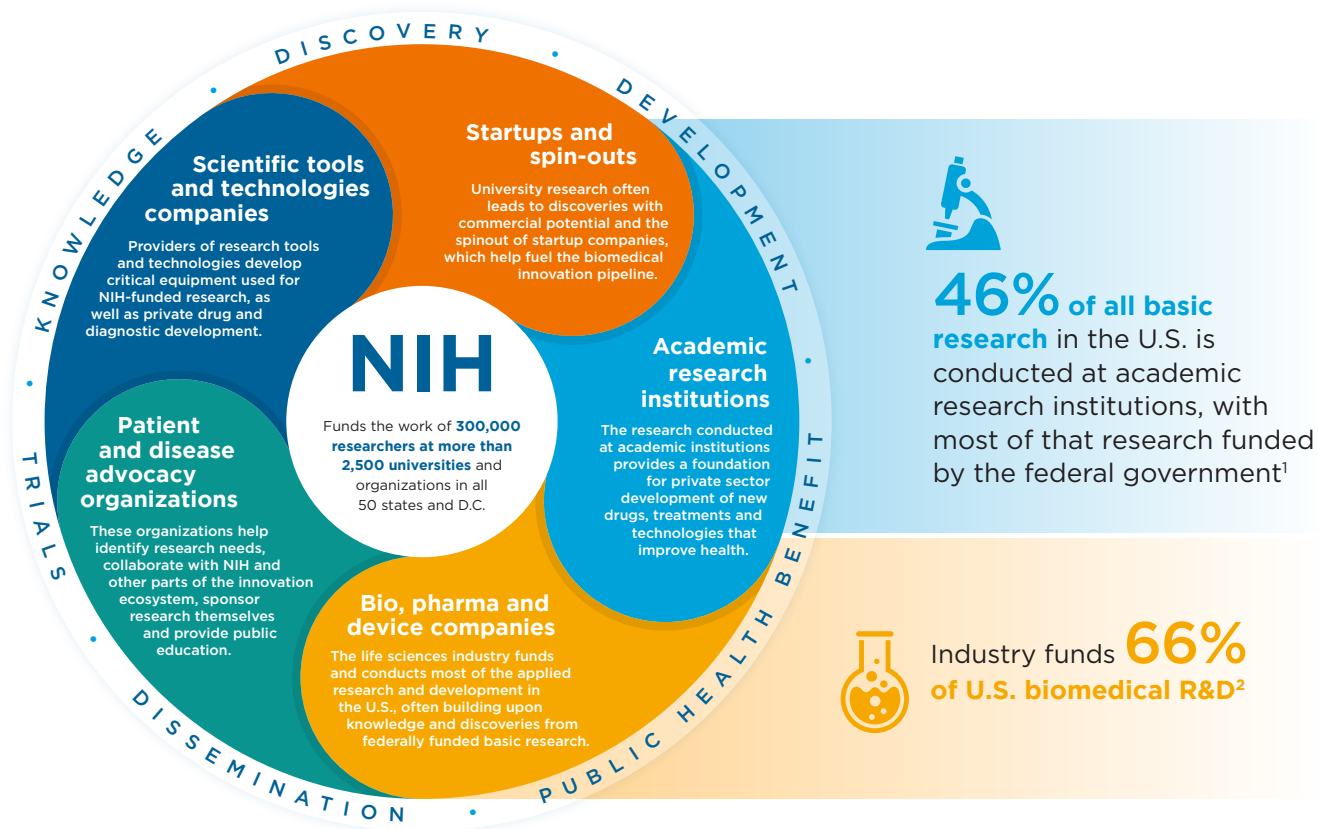 KNOWLEDGE • DISCOVERY • DEVELOPMENT • PUBLIC HEALTH BENEFIT • DISSEMINATION • TRIALS •
Scientific tools
and technologies
companies
Providers of research tools
and technologies develop
critical equipment used for
NIH-funded research, as
well as private drug and
diagnostic development.
Startups and
spin-outs
University research often
leads to discoveries with
commercial potential and the
spinout of startup companies,
which help fuel the biomedical
innovation pipeline.
NIH
Funds the work of 300,000
researchers at more than
2,500 universities and
organizations in all
50 states and D.C.
Academic
research
institutions
The research conducted
at academic institutions
provides a foundation
for private sector
development of new
drugs, treatments and
technologies that
improve health.
Patient
and disease
advocacy
organizations
These organizations help
identify research needs,
collaborate with NIH and
other parts of the innovation
ecosystem, sponsor
research themselves
and provide public
education.
Bio, pharma and
device companies
The life sciences industry funds
and conducts most of the applied
research and development in
the U.S., often building upon
knowledge and discoveries from
federally funded basic research.
46% of all basic
research in the U.S. is
conducted at academic
research institutions, with
most of that research funded
by the federal government¹
Industry funds 66%
of U.S. biomedical R&D²